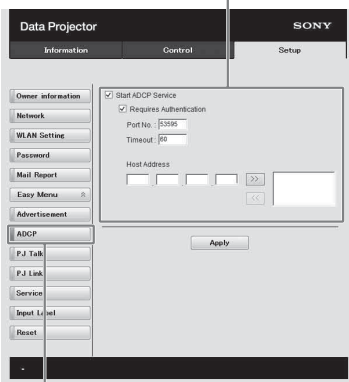 Data Projector
SONY
Information
Control
Setup
Owner information
Network
WLAN Setting
Password
Mail Report
Easy Menu
Advertisement
ADCP
PJ Talk
PJ Link
Service
Input Label
Reset
Start ADCP Service
Requires Authentication
Port No. : 53595
Timeout : 60
Host Address
. . .
>>
<<
Apply
-